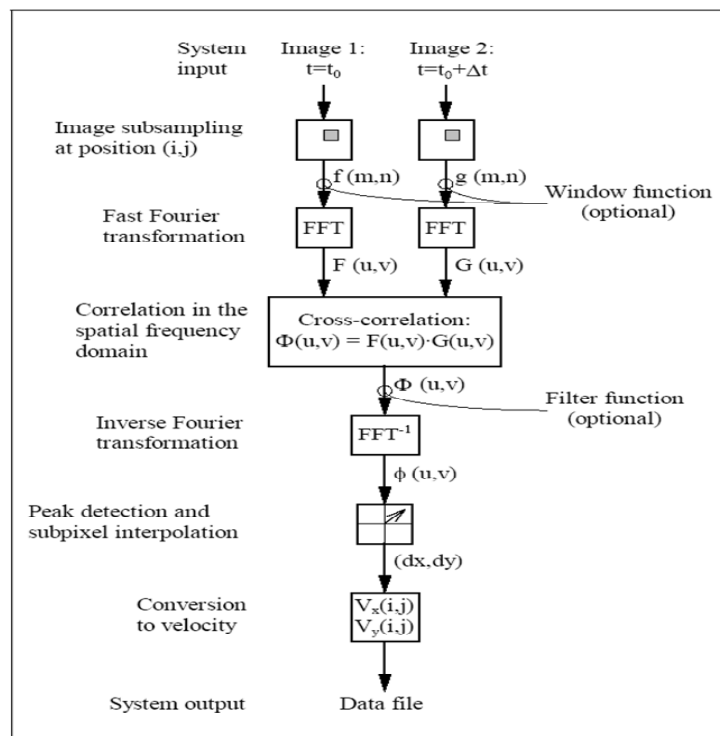 System
input
Image 1:
t=t₀
Image 2:
t=t₀+Δt
Image subsampling
at position (i,j)
f (m,n)
g (m,n)
Window function
(optional)
Fast Fourier
transformation
FFT
FFT
F (u,v)
G (u,v)
Correlation in the
spatial frequency
domain
Cross-correlation:
Φ(u,v) = F(u,v)·G(u,v)
Φ (u,v)
Filter function
(optional)
Inverse Fourier
transformation
FFT⁻¹
ϕ (u,v)
Peak detection and
subpixel interpolation
(dx,dy)
Conversion
to velocity
Vₓ(i,j)
Vᵧ(i,j)
System output
Data file